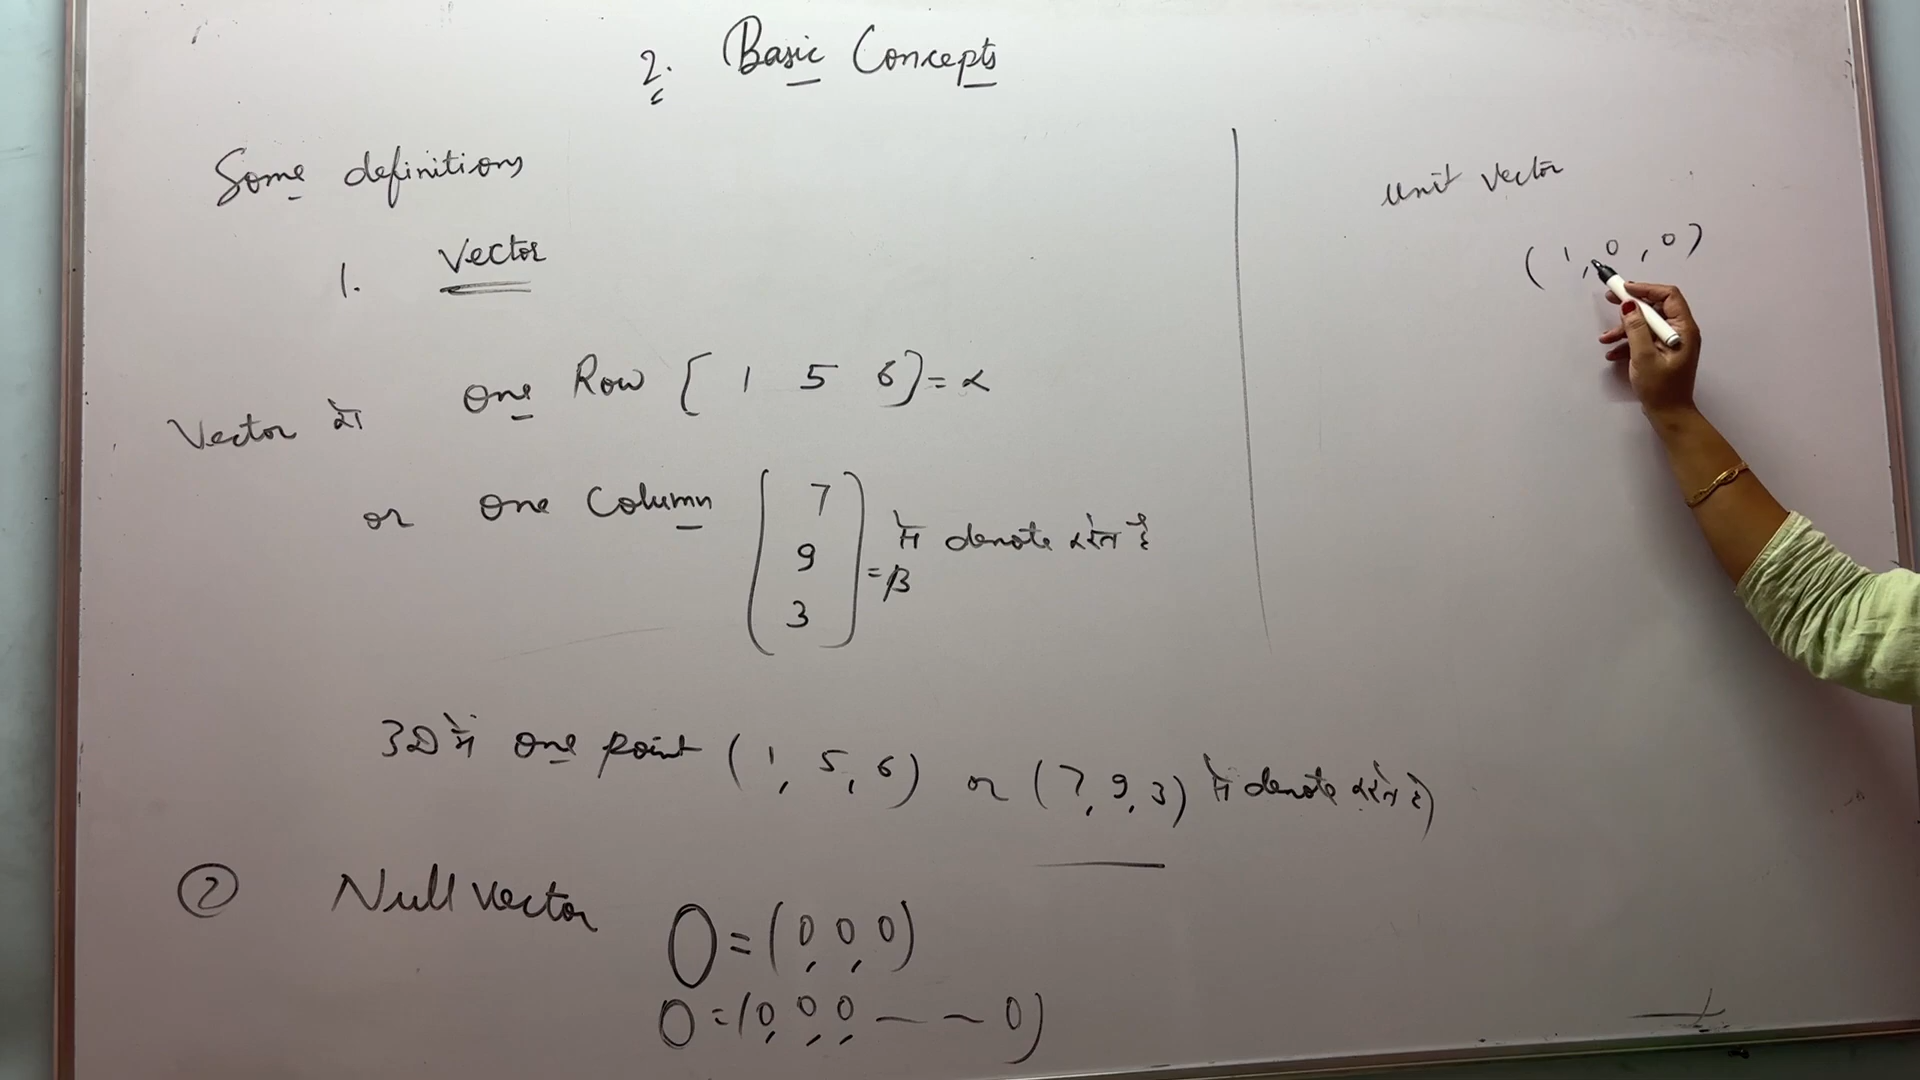 2. Basic Concepts
Some definitions
1. Vector
Vector को one Row [ 1 5 6 ] = α
or one Column ( 7 9 3 ) = β में denote करते हैं
3D में one point ( 1, 5, 6 ) or ( 7, 9, 3 ) में denote करते हैं
② Null vector O = ( 0, 0, 0 )
O = ( 0, 0, 0, — — 0 )
unit vector
( 1, 0, 0 )